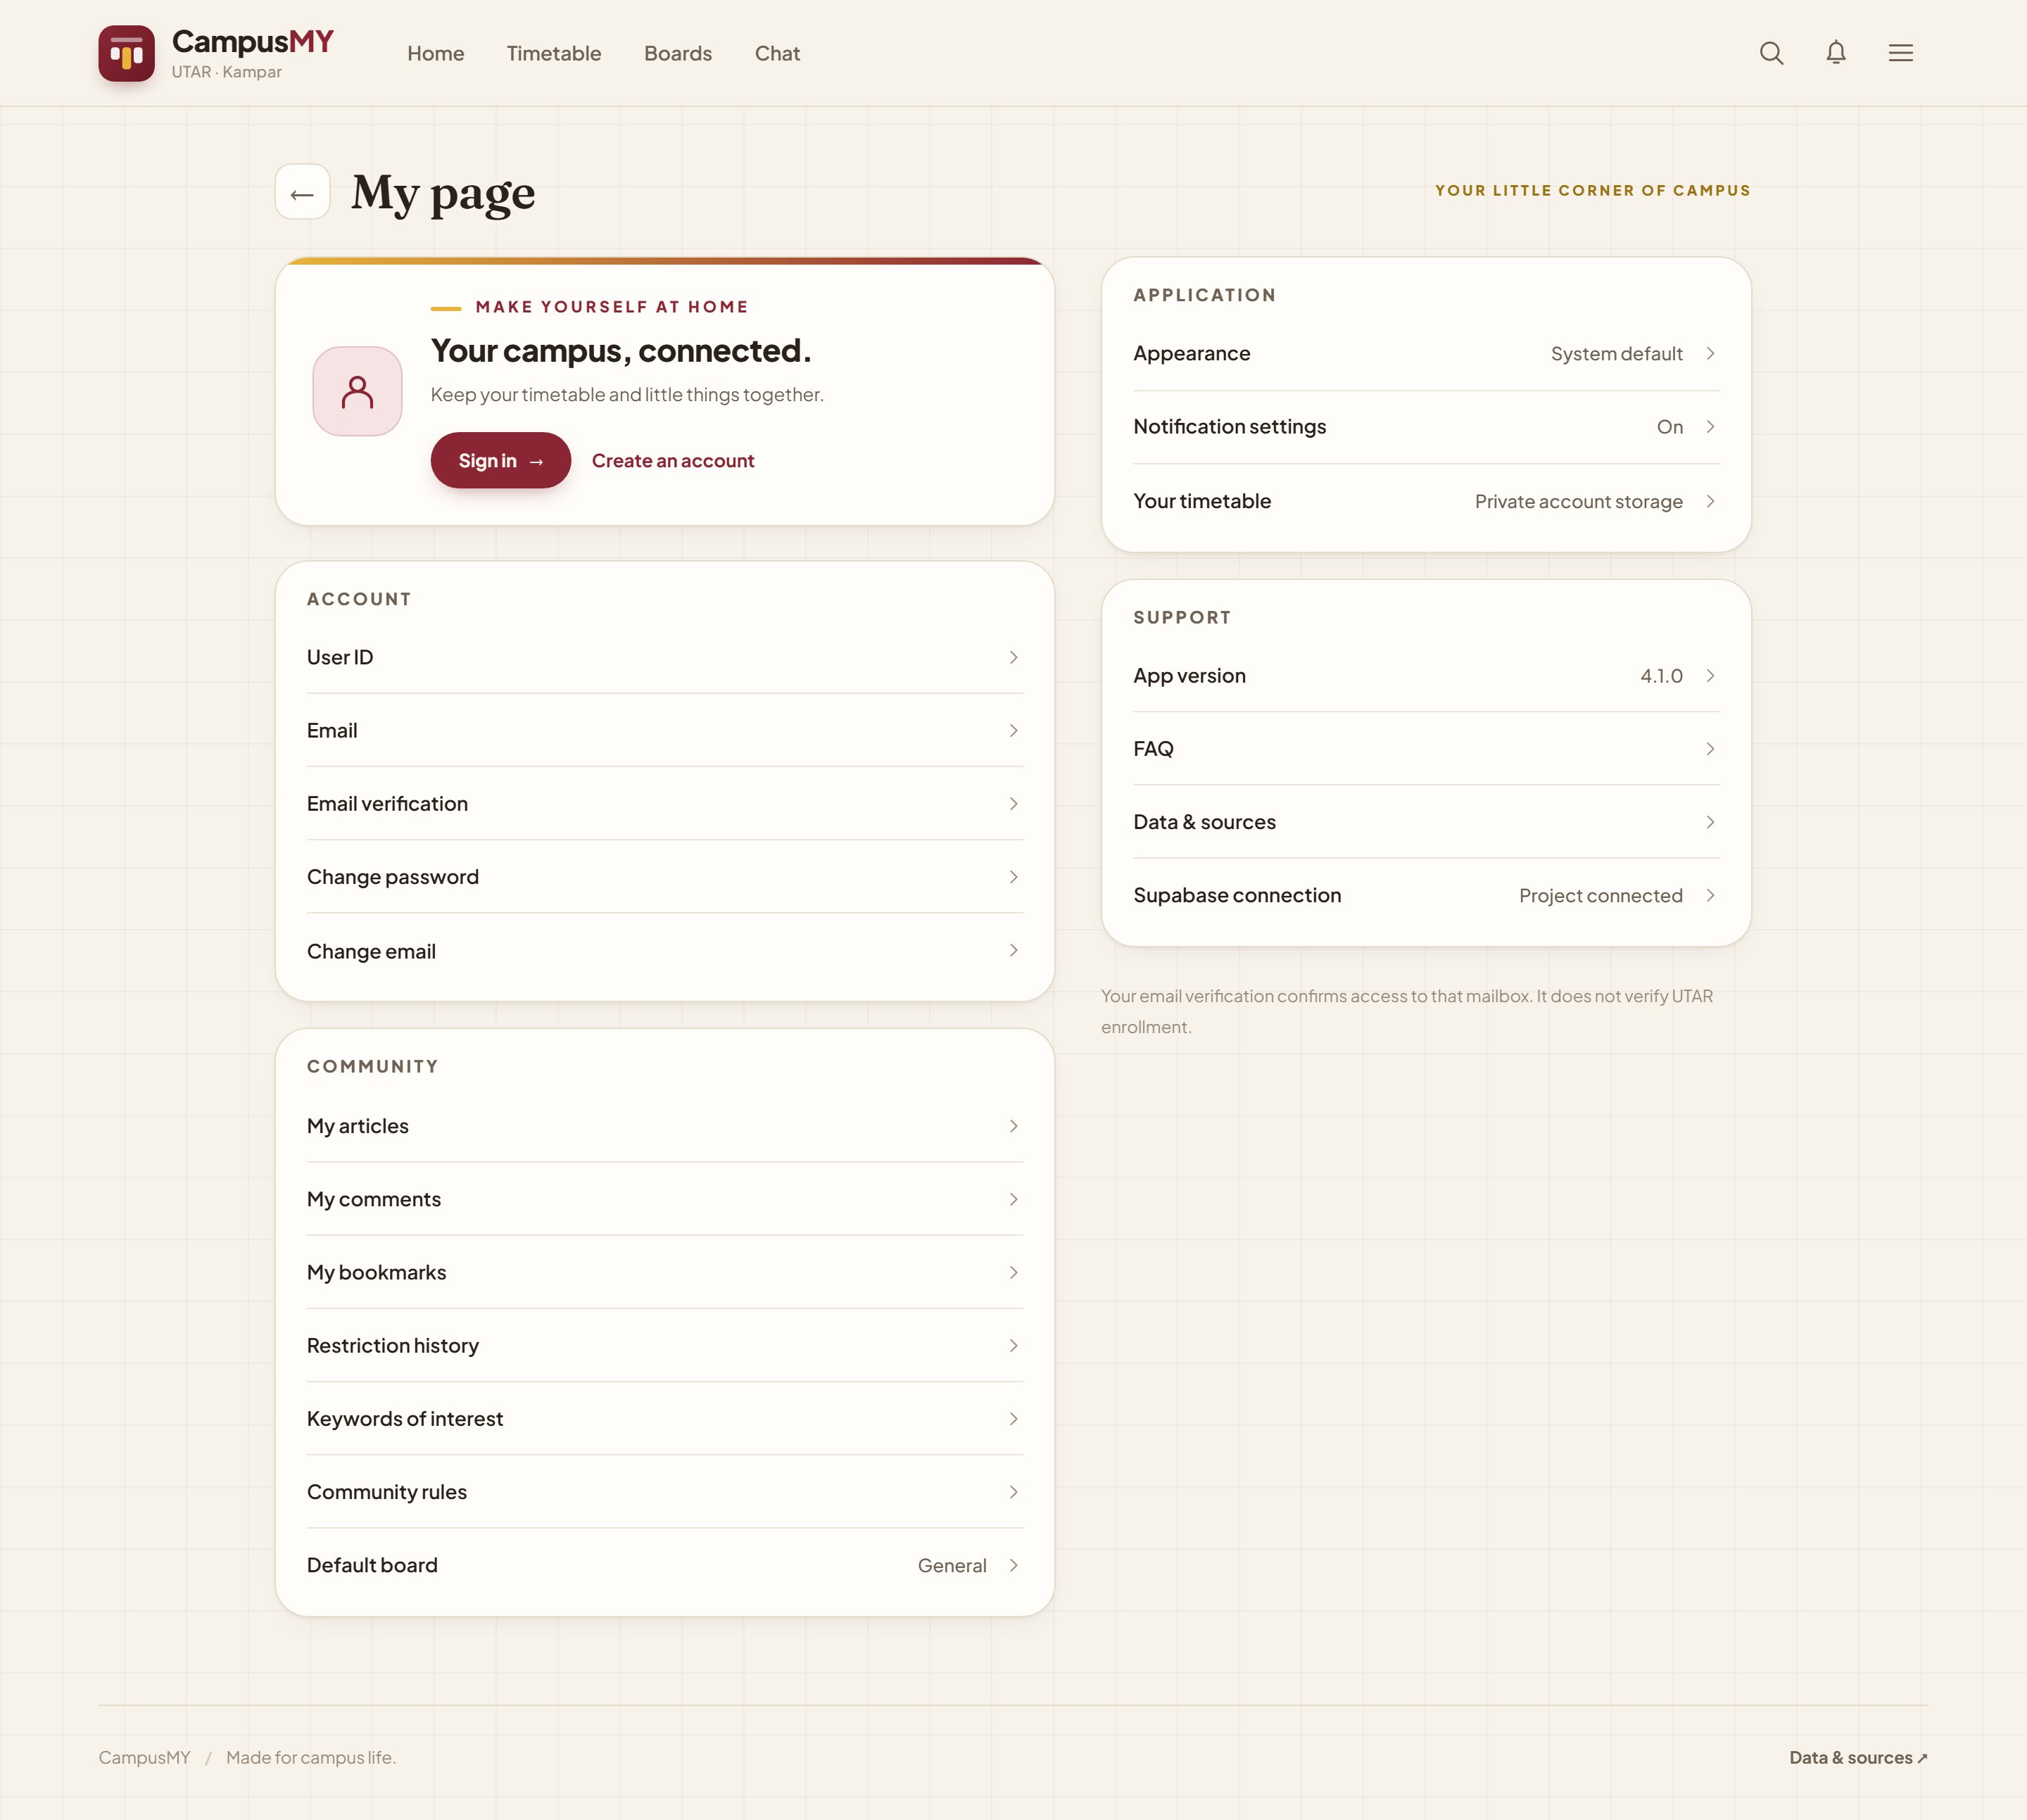 CampusMY
UTAR · Kampar
Home
Timetable
Boards
Chat
←
My page
YOUR LITTLE CORNER OF CAMPUS
MAKE YOURSELF AT HOME
Your campus, connected.
Keep your timetable and little things together.
Sign in →
Create an account
ACCOUNT
User ID
Email
Email verification
Change password
Change email
COMMUNITY
My articles
My comments
My bookmarks
Restriction history
Keywords of interest
Community rules
Default board General
APPLICATION
Appearance System default
Notification settings On
Your timetable Private account storage
SUPPORT
App version 4.1.0
FAQ
Data & sources
Supabase connection Project connected
Your email verification confirms access to that mailbox. It does not verify UTAR
enrollment.
CampusMY / Made for campus life.
Data & sources ↗